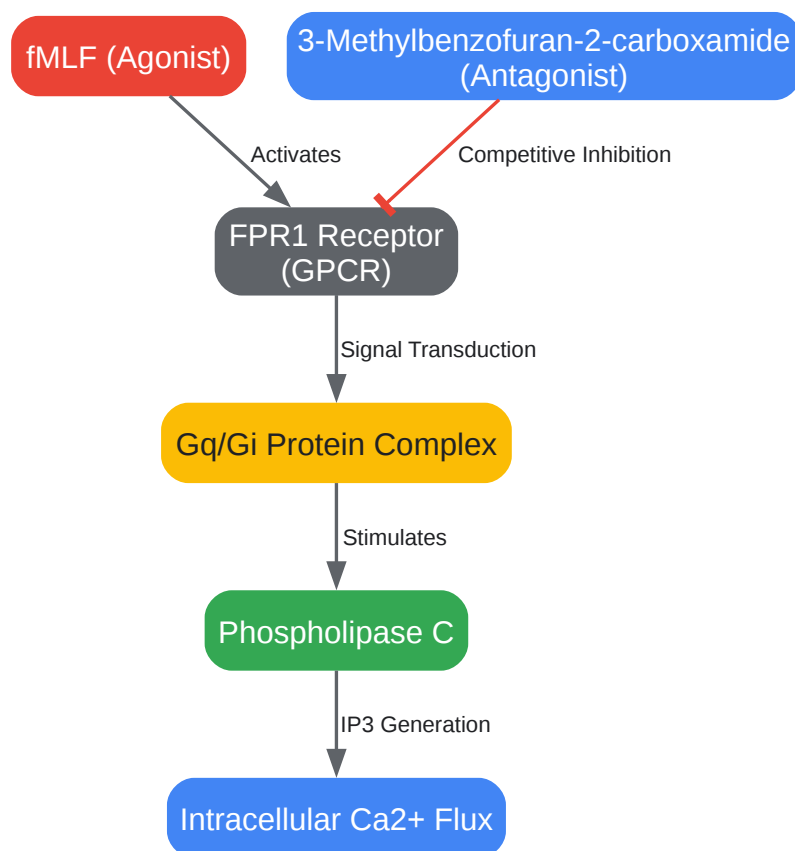 fMLF (Agonist)
3-Methylbenzofuran-2-carboxamide
(Antagonist)
Activates
Competitive Inhibition
FPR1 Receptor
(GPCR)
Signal Transduction
Gq/Gi Protein Complex
Stimulates
Phospholipase C
IP3 Generation
Intracellular Ca2+ Flux